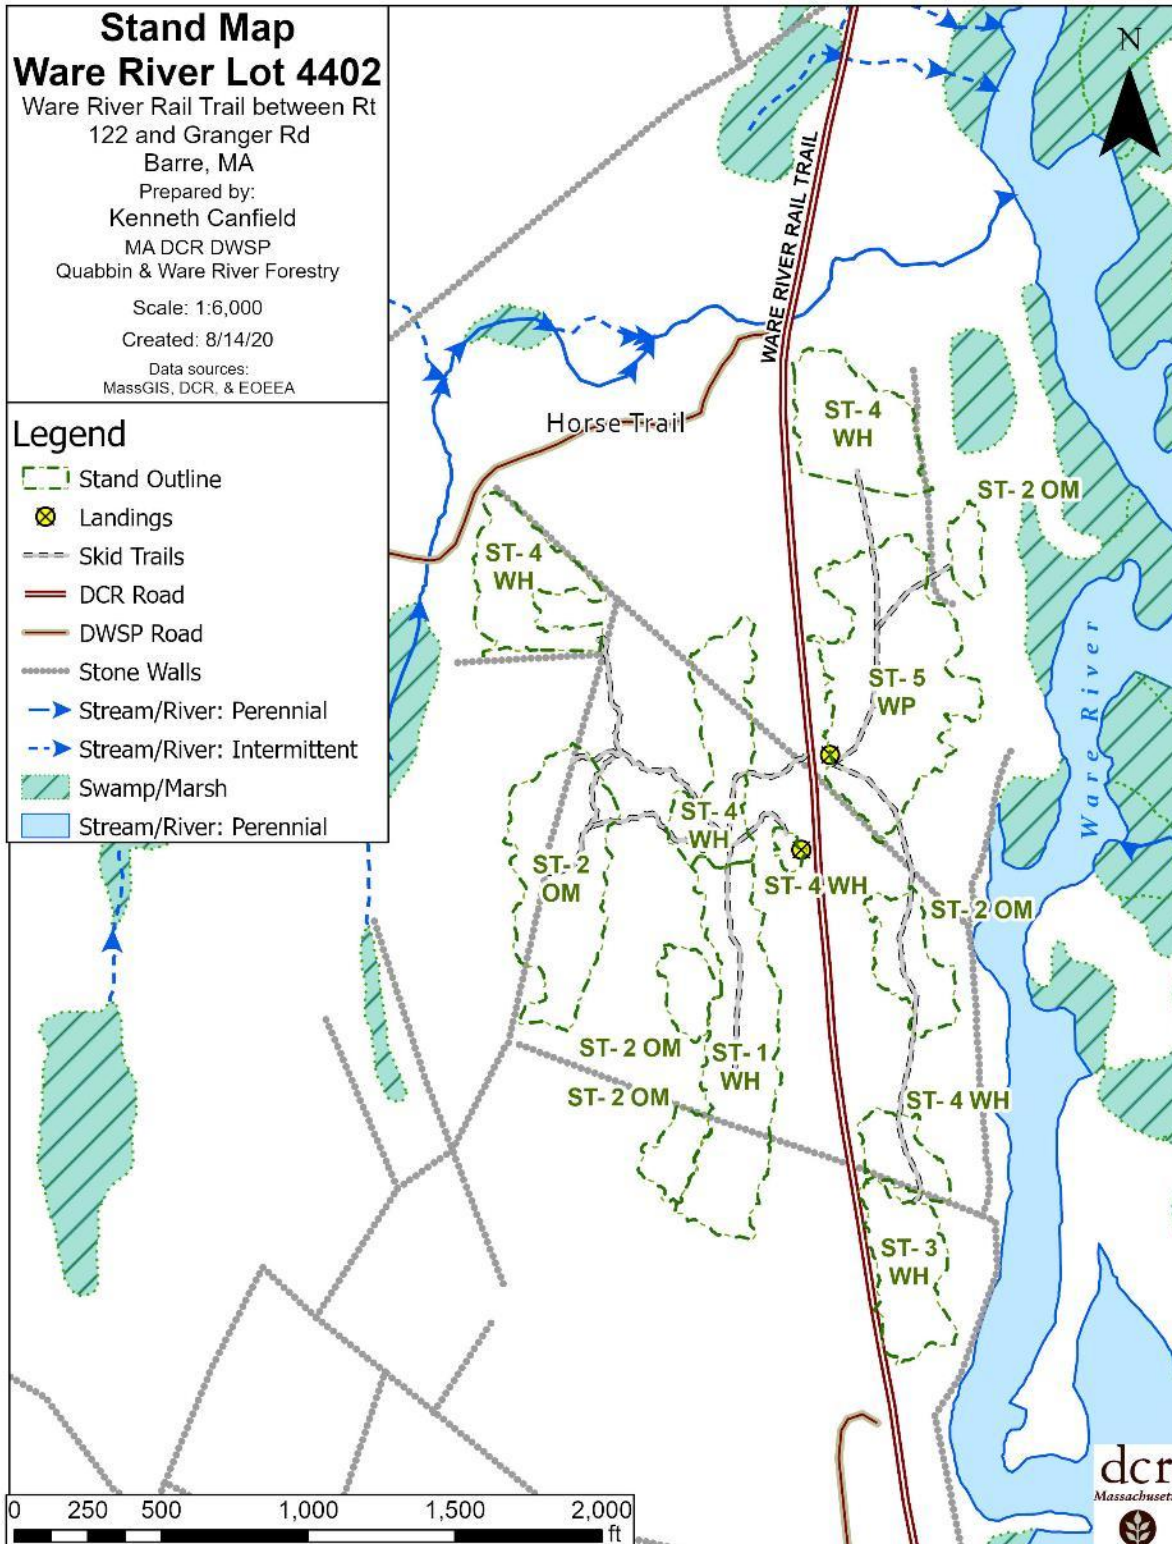 Stand Map
Ware River Lot 4402
Ware River Rail Trail between Rt
122 and Granger Rd
Barre, MA
Prepared by:
Kenneth Canfield
MA DCR DWSP
Quabbin & Ware River Forestry
Scale: 1:6,000
Created: 8/14/20
Data sources:
MassGIS, DCR, & EOEEA
Legend
Stand Outline
Landings
Skid Trails
DCR Road
DWSP Road
Stone Walls
Stream/River: Perennial
Stream/River: Intermittent
Swamp/Marsh
Stream/River: Perennial
N
WARE RIVER RAIL TRAIL
Horse Trail
ST- 4
WH
ST- 2 OM
ST- 4
WH
ST- 5
WP
Ware River
ST- 4
WH
ST- 2
OM
ST- 4 WH
ST- 2 OM
ST- 2 OM
ST- 1
WH
ST- 2 OM
ST- 4 WH
ST- 3
WH
0 250 500 1,000 1,500 2,000
ft
dcr
Massachuset